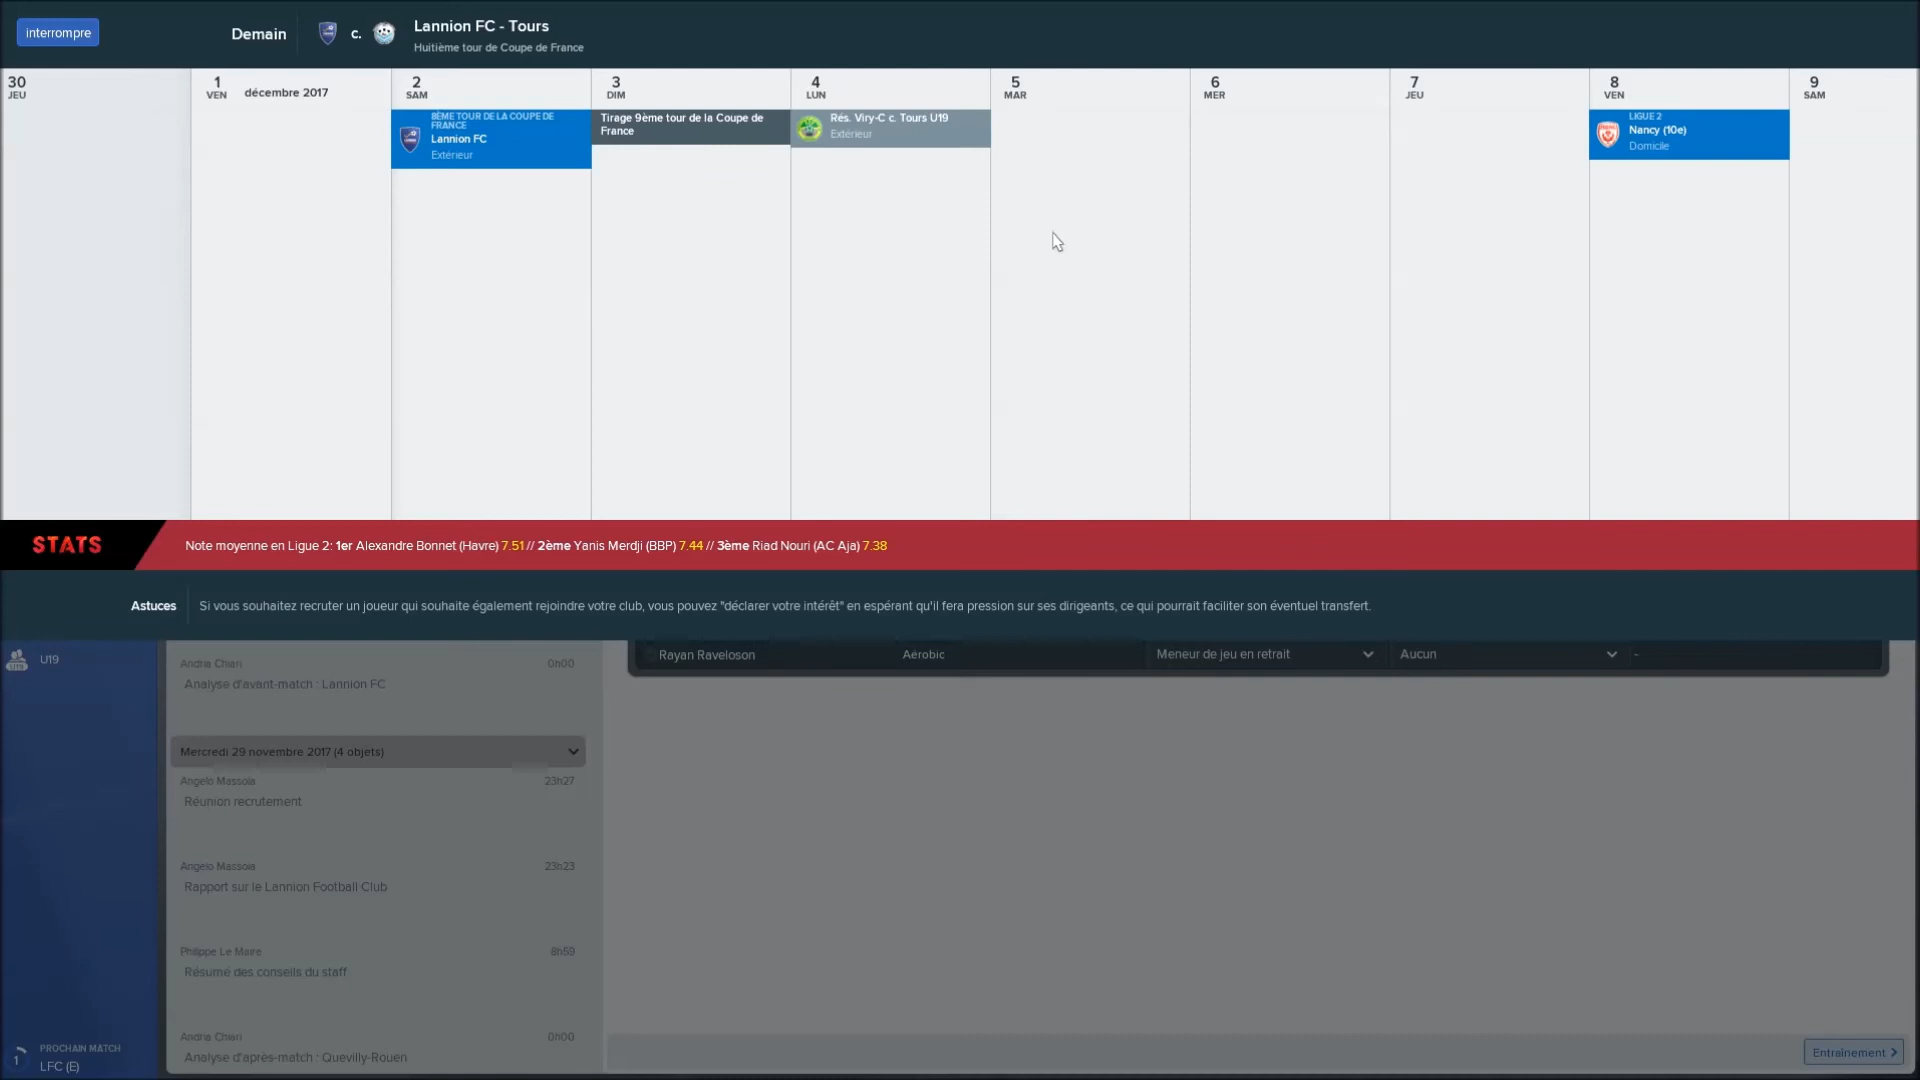 interrompre
Demain
c.
Lannion FC - Tours
Huitième tour de Coupe de France
30
JEU
1
VEN
décembre 2017
2
SAM
3
DIM
4
LUN
5
MAR
6
MER
7
JEU
8
VEN
9
SAM
8ÈME TOUR DE LA COUPE DE
FRANCE
Lannion FC
Extérieur
Tirage 9ème tour de la Coupe de
France
Rés. Viry-C c. Tours U19
Extérieur
LIGUE 2
Nancy (10e)
Domicile
STATS
Note moyenne en Ligue 2: 1er Alexandre Bonnet (Havre) 7.51 // 2ème Yanis Merdji (BBP) 7.44 // 3ème Riad Nouri (AC Aja) 7.38
Astuces
Si vous souhaitez recruter un joueur qui souhaite également rejoindre votre club, vous pouvez "déclarer votre intérêt" en espérant qu'il fera pression sur ses dirigeants, ce qui pourrait faciliter son éventuel transfert.
U19
Andria Chiari 0h00
Analyse d'avant-match : Lannion FC
Rayan Raveloson Aérobic Meneur de jeu en retrait Aucun -
Mercredi 29 novembre 2017 (4 objets)
Angelo Massola 23h27
Réunion recrutement
Angelo Massola 23h23
Rapport sur le Lannion Football Club
Philippe Le Maire 8h59
Résumé des conseils du staff
Andria Chiari 0h00
Analyse d'après-match : Quevilly-Rouen
1
PROCHAIN MATCH
LFC (E)
Entraînement